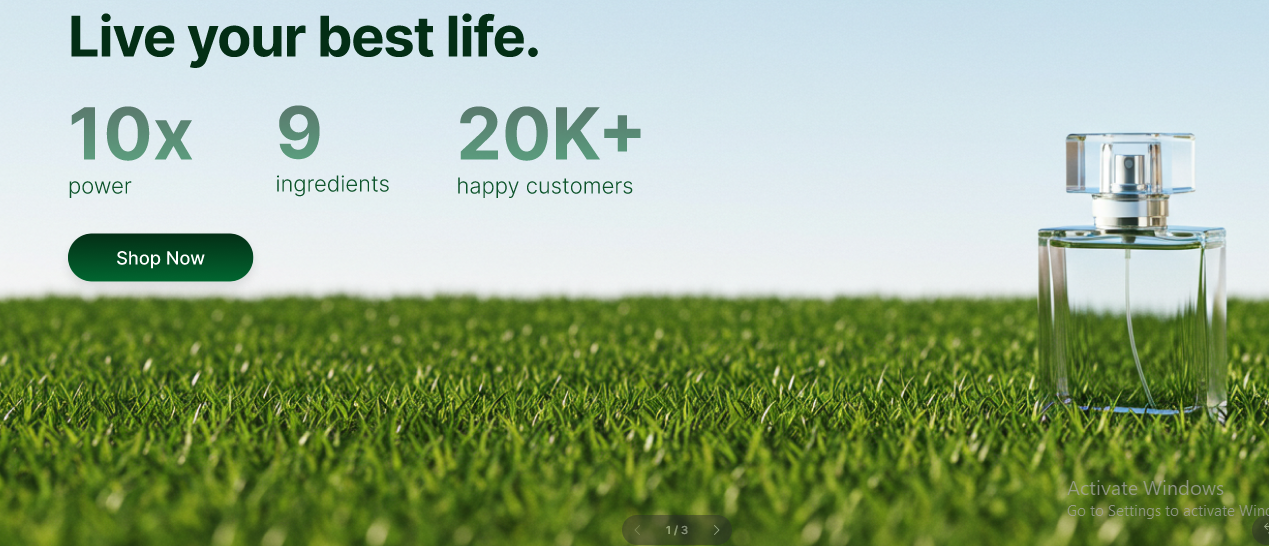 Live your best life.
10x
9
20K+
power
ingredients
happy customers
Shop Now
Activate Windows
Go to Settings to activate
1 / 3